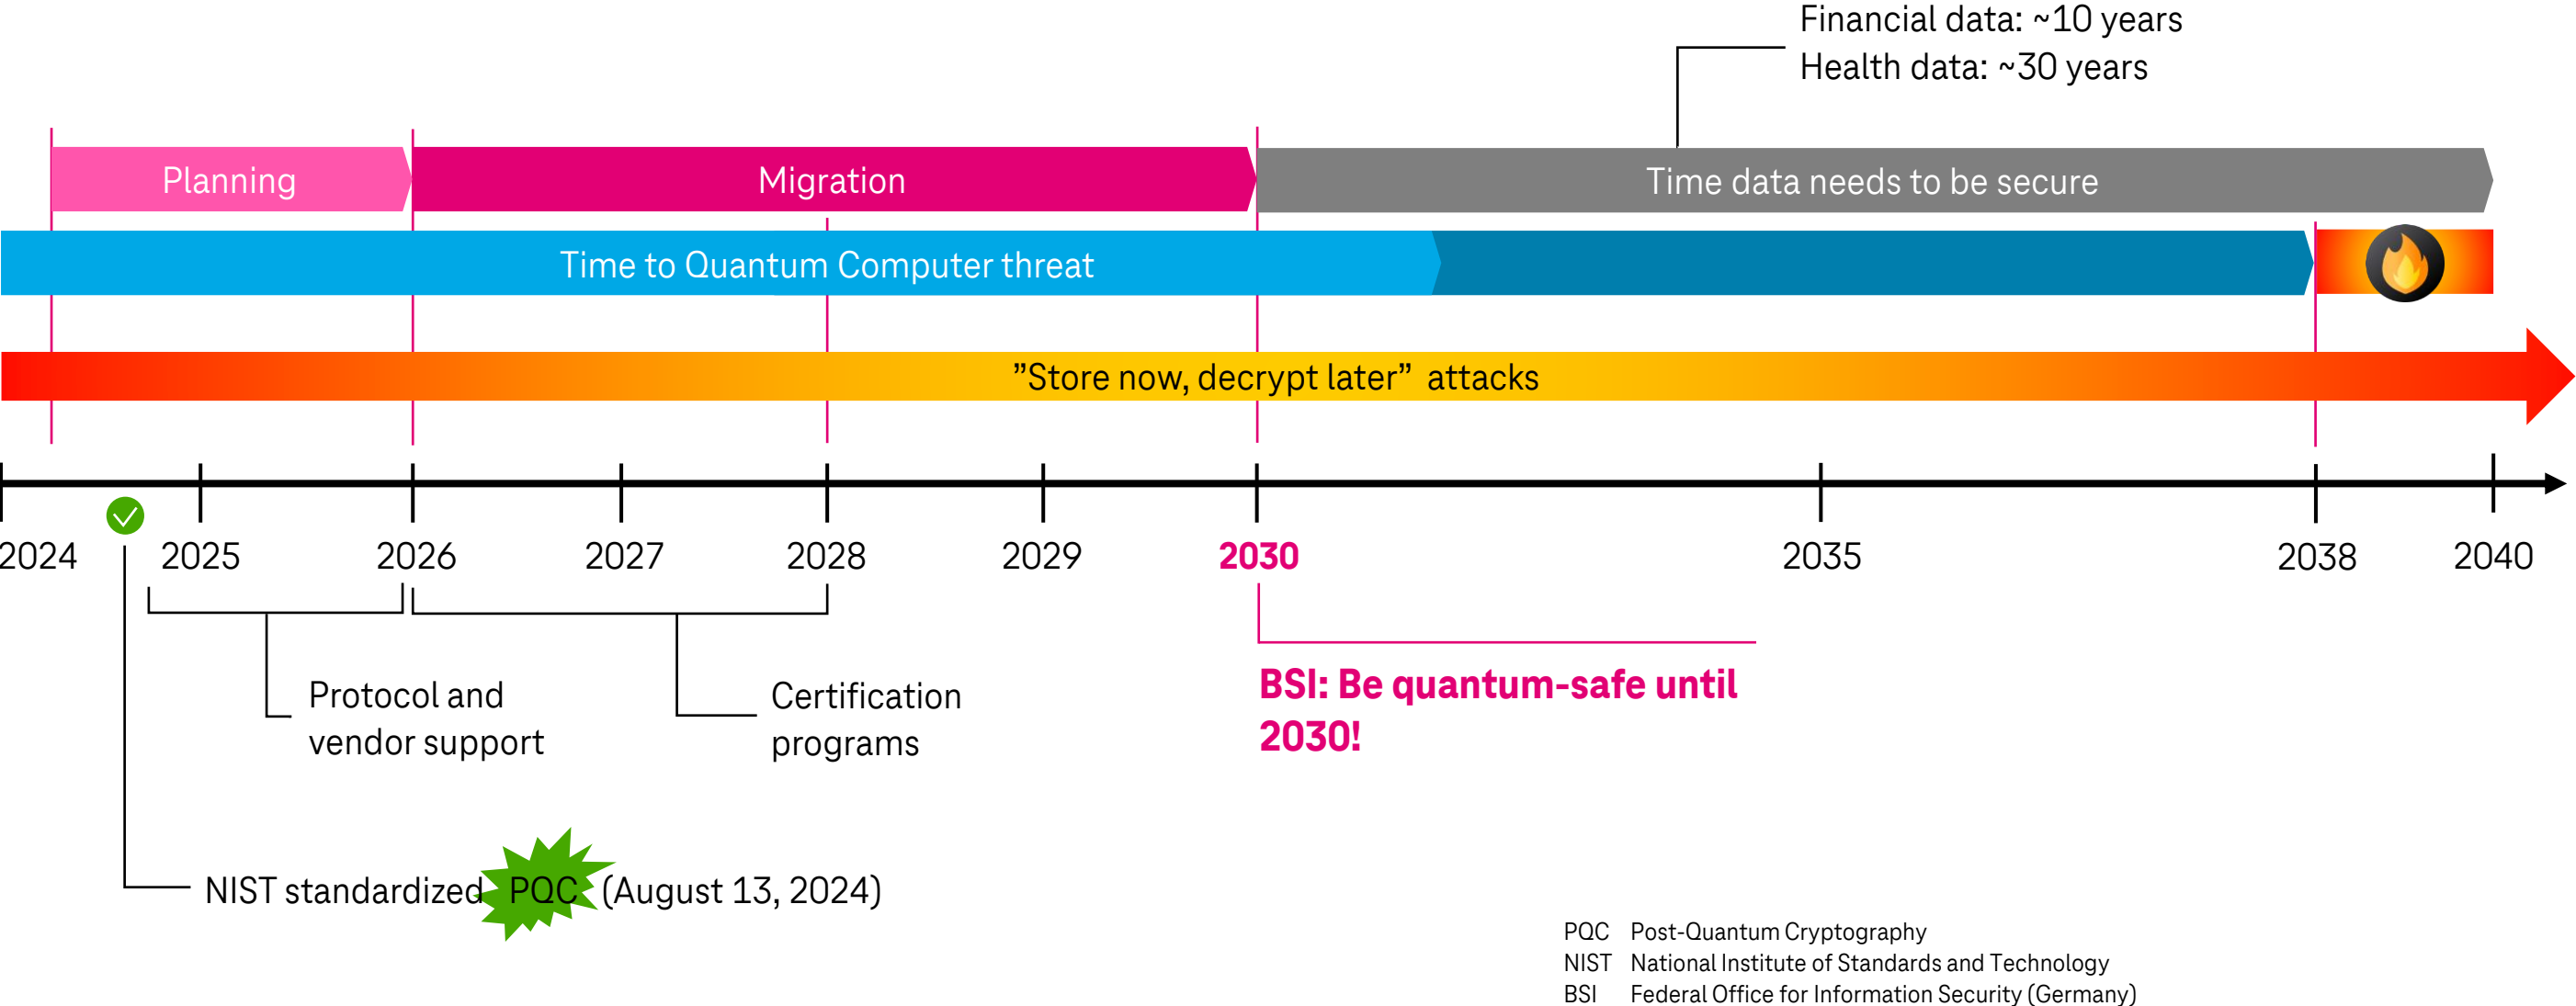 Financial data: ~10 years
Health data: ~30 years
Planning
Migration
Time data needs to be secure
Time to Quantum Computer threat
”Store now, decrypt later” attacks
2024
2025
2026
2027
2028
2029
2030
2035
2038
2040
Protocol and
vendor support
Certification
programs
BSI: Be quantum-safe until
2030!
NIST standardized PQC (August 13, 2024)
PQC Post-Quantum Cryptography
NIST National Institute of Standards and Technology
BSI Federal Office for Information Security (Germany)